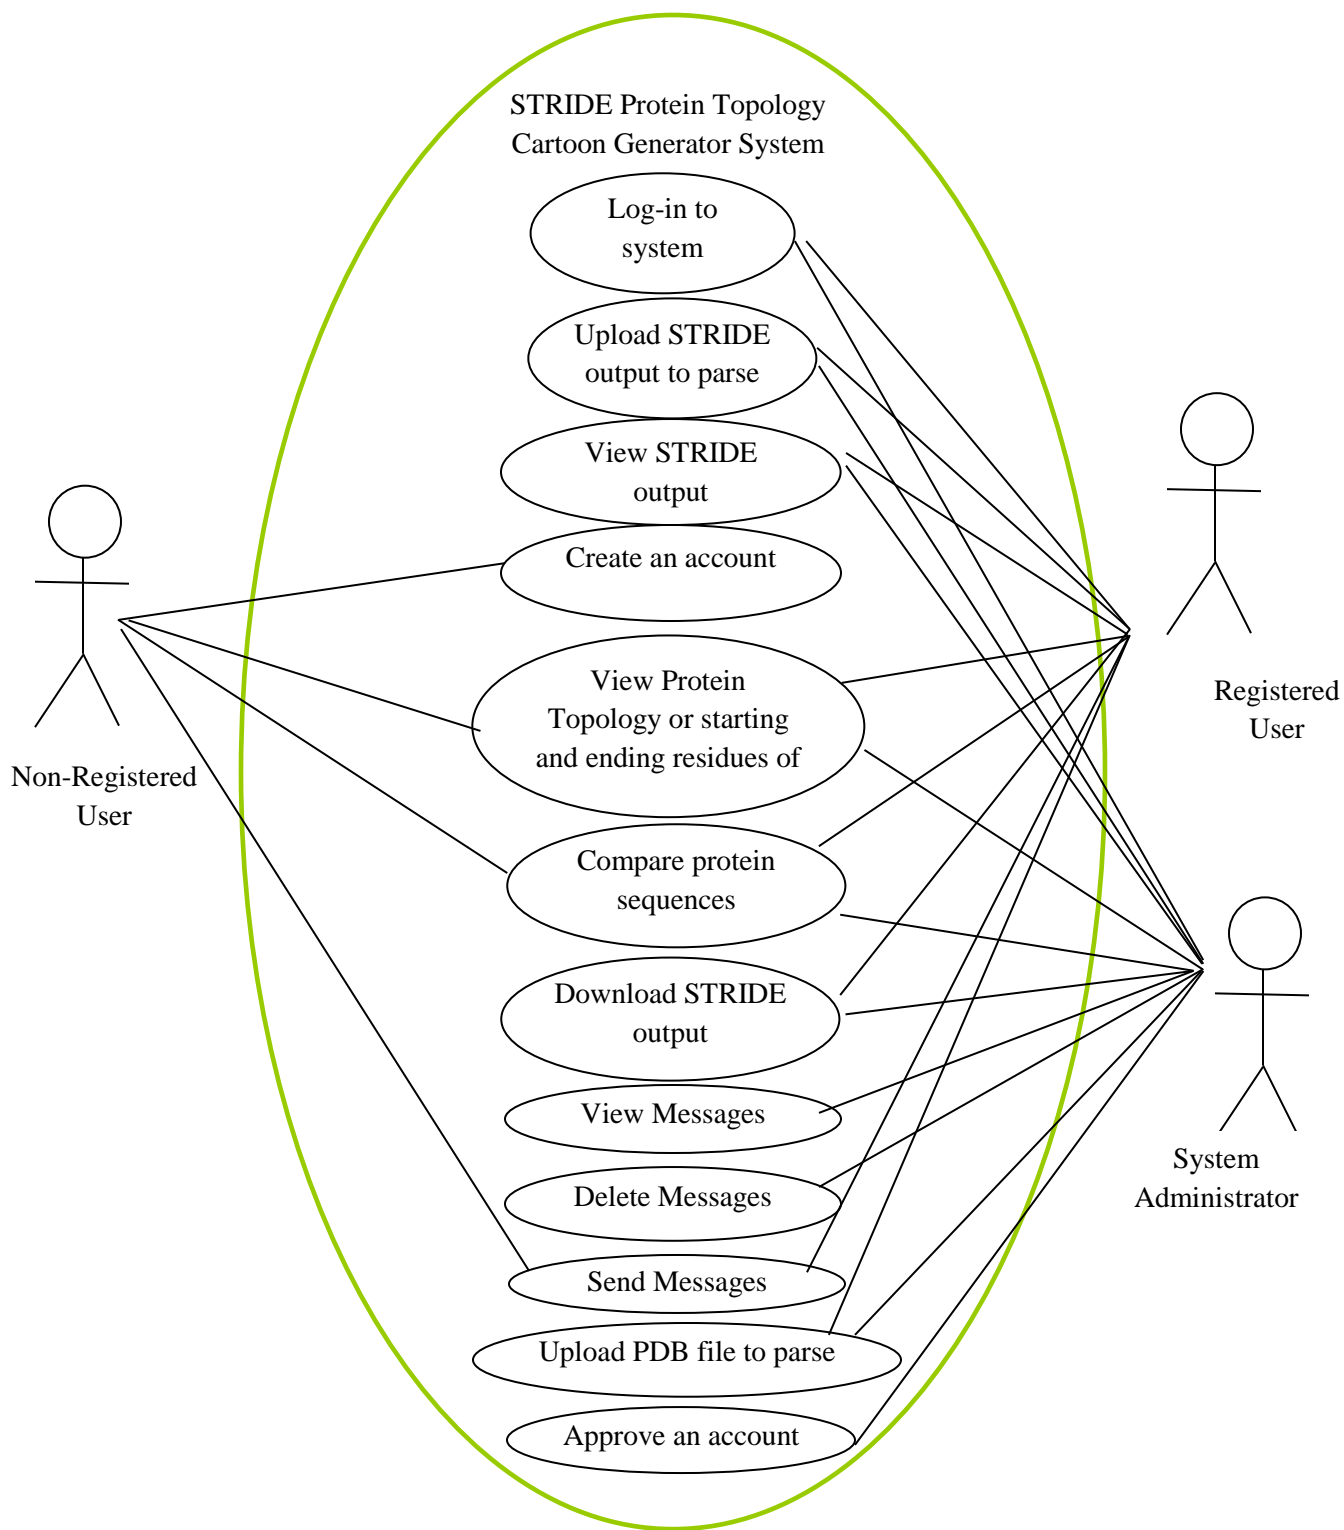 STRIDE Protein Topology
Cartoon Generator System
Log-in to
system
Upload STRIDE
output to parse
View STRIDE
output
Create an account
View Protein
Topology or starting
and ending residues of
Compare protein
sequences
Download STRIDE
output
View Messages
Delete Messages
Send Messages
Upload PDB file to parse
Approve an account
Non-Registered
User
Registered
User
System
Administrator